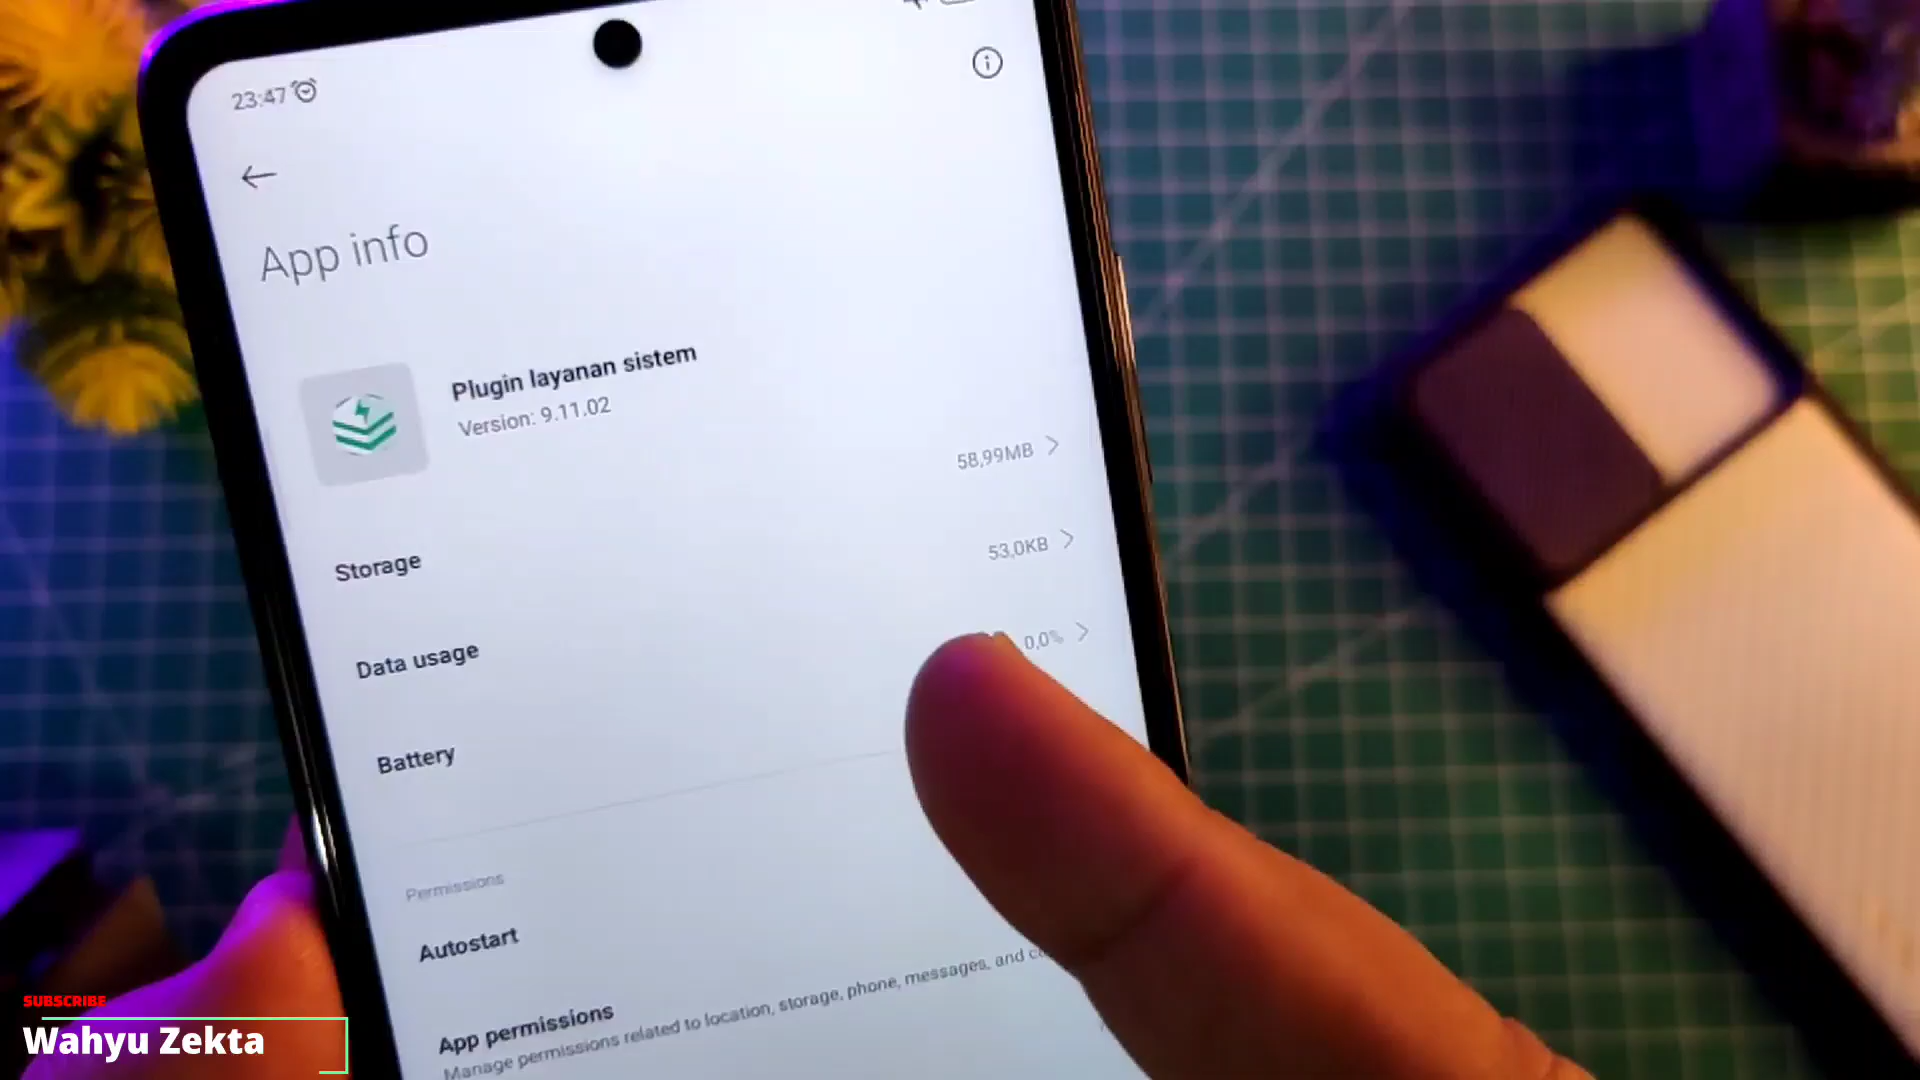 23:47
App info
Plugin layanan sistem
Version: 9.11.02
58,99MB
Storage
53,0KB
Data usage
0,0%
Battery
Permissions
Autostart
App permissions
Manage permissions related to location, storage, phone, messages, and
SUBSCRIBE
Wahyu Zekta